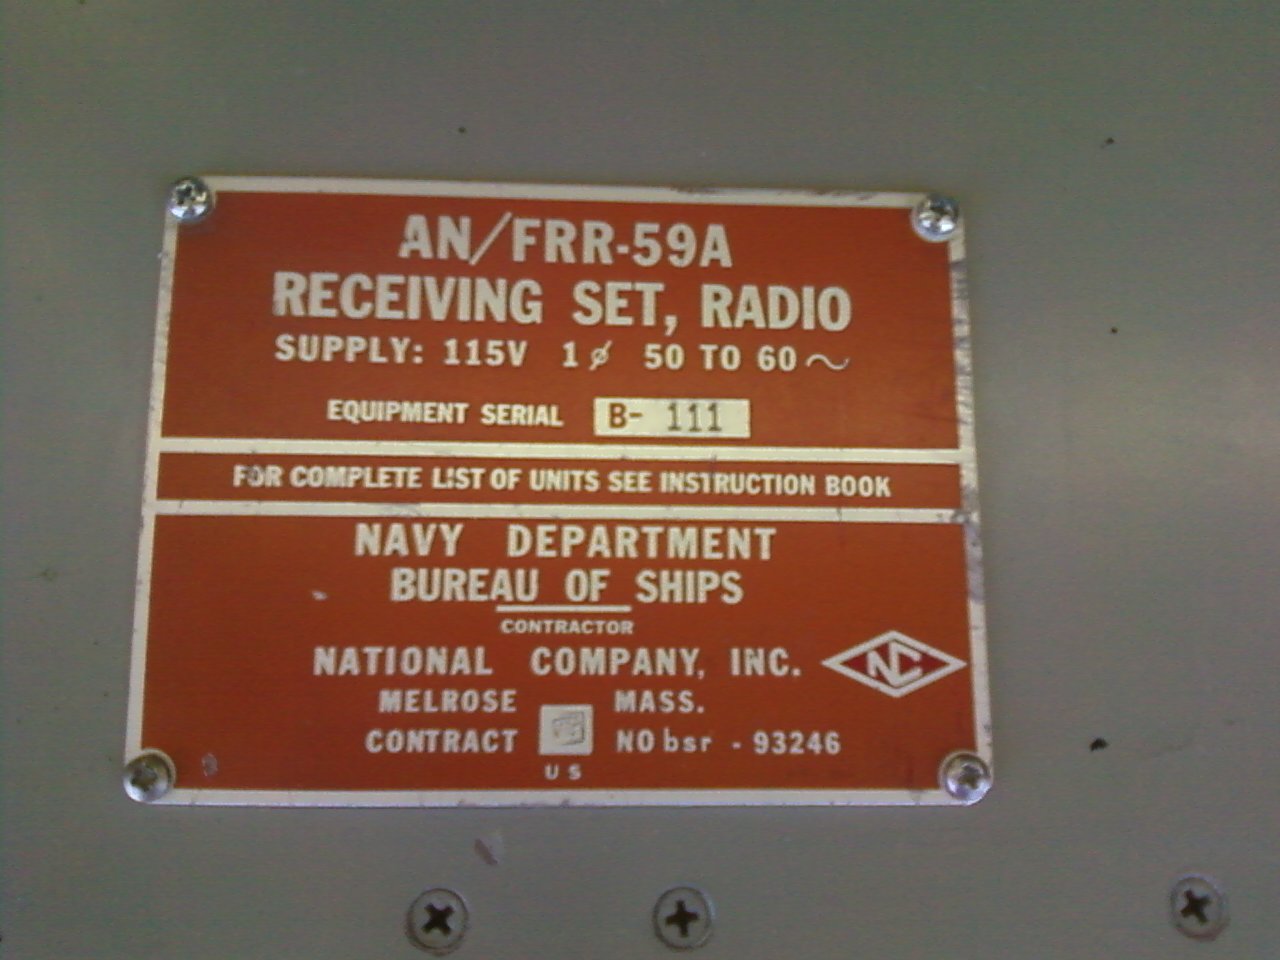 AN/FRR-59A
RECEIVING SET, RADIO
SUPPLY: 115V 1ø 50 TO 60~
EQUIPMENT SERIAL B- 111
FOR COMPLETE LIST OF UNITS SEE INSTRUCTION BOOK
NAVY DEPARTMENT
BUREAU OF SHIPS
CONTRACTOR
NATIONAL COMPANY, INC.
NC
MELROSE MASS.
CONTRACT NObsr - 93246
US